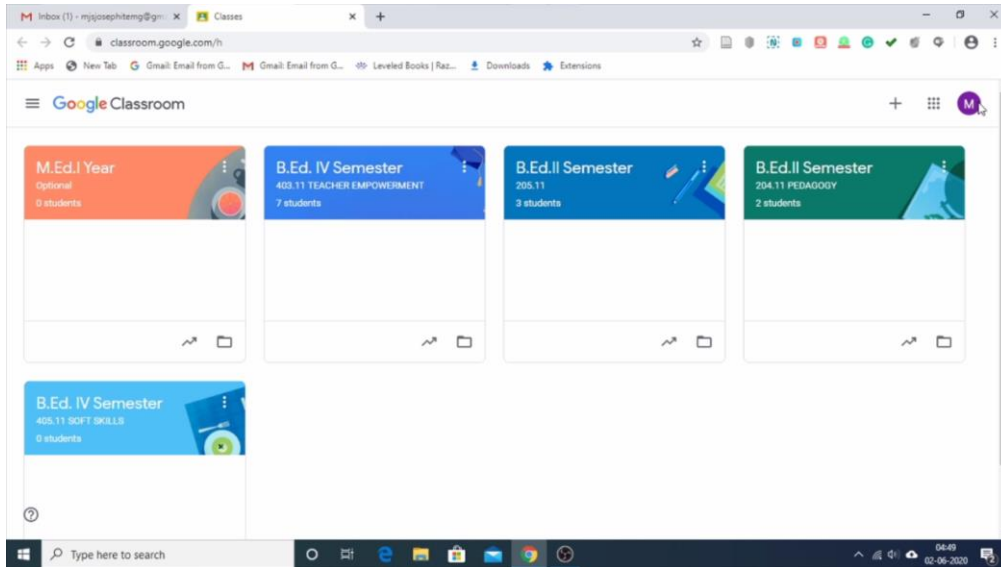 Inbox (1) - mjsjosephitemg@gm
Classes
classroom.google.com/h
Apps
New Tab
Gmail: Email from G...
Gmail: Email from G...
Leveled Books | Raz...
Downloads
Extensions
Google Classroom
M
M.Ed.I Year
Optional
0 students
B.Ed. IV Semester
403.11 TEACHER EMPOWERMENT
7 students
B.Ed.II Semester
205.11
3 students
B.Ed.II Semester
204.11 PEDAGOGY
2 students
B.Ed. IV Semester
405.11 SOFT SKILLS
0 students
Type here to search
04:49
02-06-2020